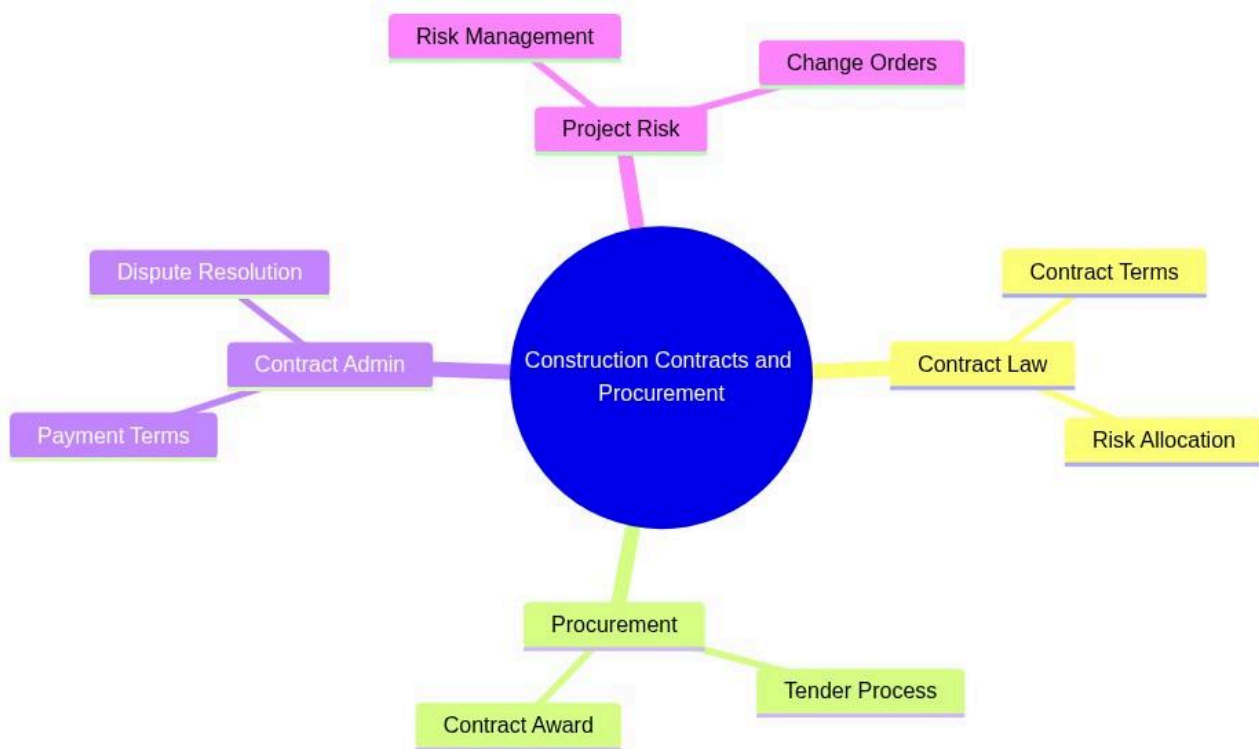 Risk Management
Change Orders
Project Risk
Dispute Resolution
Contract Terms
Contract Admin
Construction Contracts and
Procurement
Contract Law
Payment Terms
Risk Allocation
Procurement
Tender Process
Contract Award